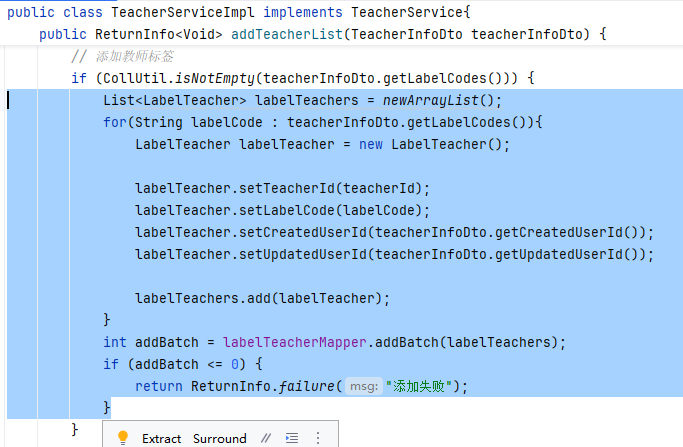 public class TeacherServiceImpl implements TeacherService{
public ReturnInfo<Void> addTeacherList(TeacherInfoDto teacherInfoDto) {
// 添加教师标签
if (CollUtil.isNotEmpty(teacherInfoDto.getLabelCodes())) {
List<LabelTeacher> labelTeachers = newArrayList();
for(String labelCode : teacherInfoDto.getLabelCodes()){
LabelTeacher labelTeacher = new LabelTeacher();
labelTeacher.setTeacherId(teacherId);
labelTeacher.setLabelCode(labelCode);
labelTeacher.setCreatedUserId(teacherInfoDto.getCreatedUserId());
labelTeacher.setUpdatedUserId(teacherInfoDto.getUpdatedUserId());
labelTeachers.add(labelTeacher);
}
int addBatch = labelTeacherMapper.addBatch(labelTeachers);
if (addBatch <= 0) {
return ReturnInfo.failure( msg: "添加失败");
}
}
Extract Surround